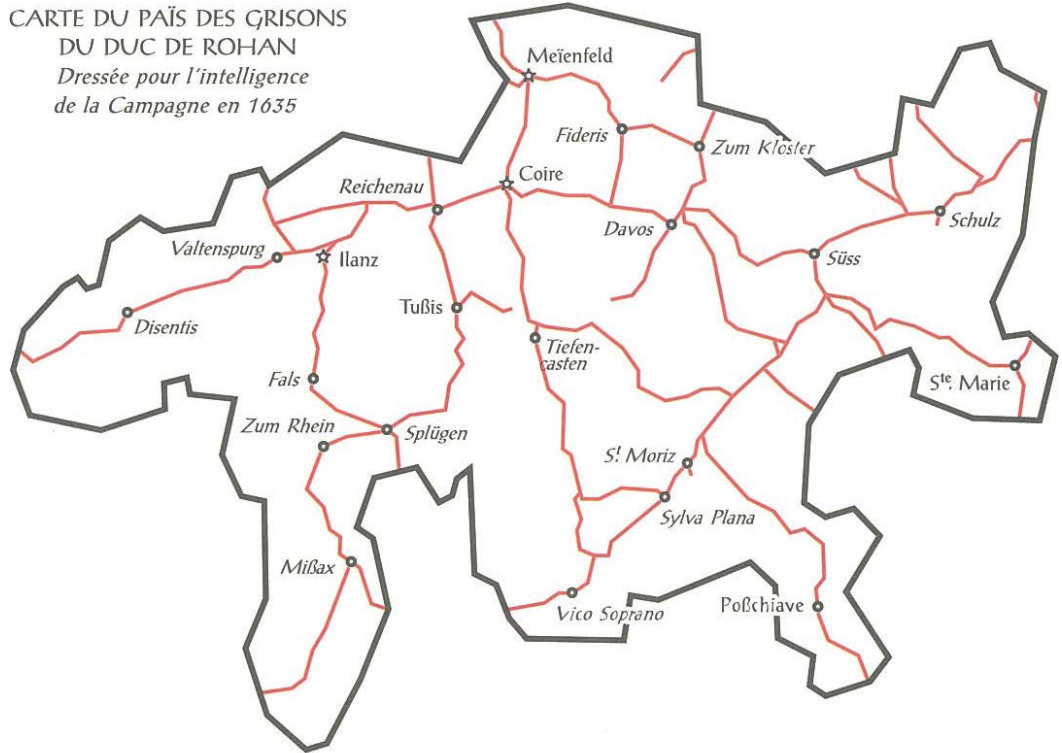 CARTE DU PAÏS DES GRISONS
DU DUC DE ROHAN
Dressée pour l'intelligence
de la Campagne en 1635
Meïenfeld
Fideris
Zum Kloster
Coire
Reichenau
Davos
Schulz
Valtenspurg
Ilanz
Süss
Tußis
Disentis
Tiefen-
casten
Fals
Ste. Marie
Zum Rhein
Splügen
St Moriz
Sylva Plana
Mißax
Vico Soprano
Poßchiave